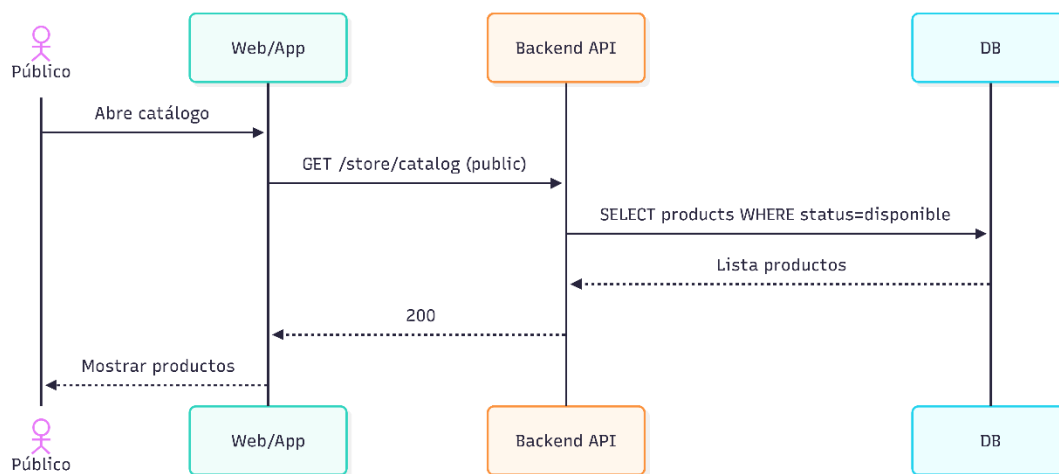 Público
Web/App
Backend API
DB
Abre catálogo
GET /store/catalog (public)
SELECT products WHERE status=disponible
Lista productos
200
Mostrar productos
Público
Web/App
Backend API
DB